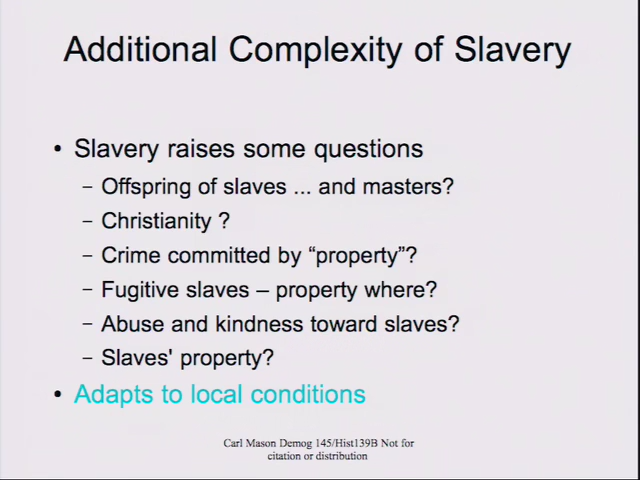 Additional Complexity of Slavery
• Slavery raises some questions
– Offspring of slaves ... and masters?
– Christianity ?
– Crime committed by “property”?
– Fugitive slaves – property where?
– Abuse and kindness toward slaves?
– Slaves' property?
• Adapts to local conditions
Carl Mason Demog 145/Hist139B Not for
citation or distribution